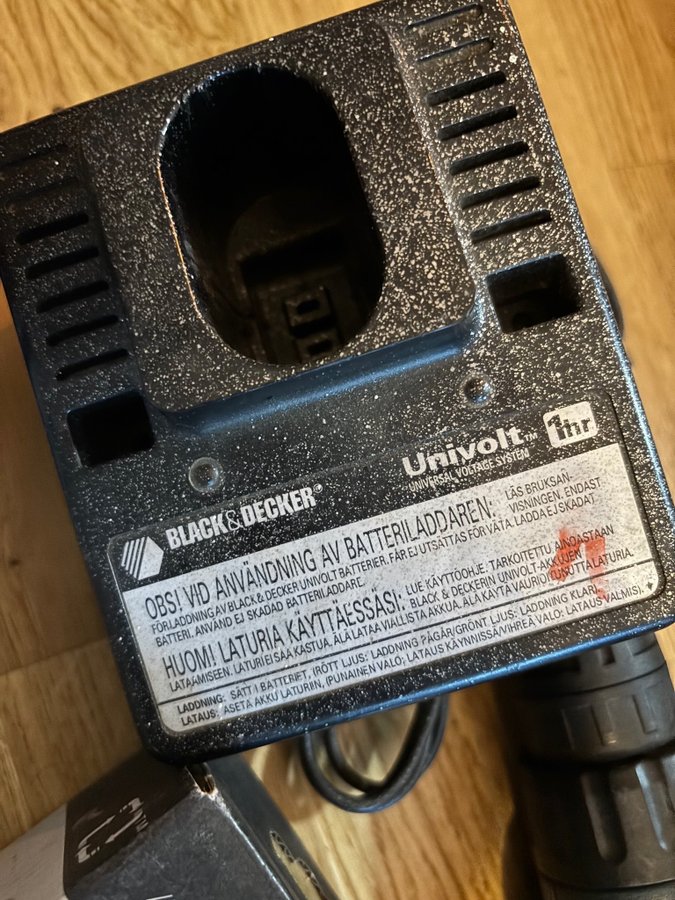 Univolt™ 1hr
UNIVERSAL VOLTAGE SYSTEM
BLACK&DECKER®
OBS! VID ANVÄNDNING AV BATTERILADDAREN: LÄS BRUKSAN-
VISNINGEN. ENDAST
FÖR LADDNING AV BLACK & DECKER UNIVOLT BATTERIER. FÅR EJ UTSÄTTAS FÖR VÄTA. LADDA EJ SKADAT
BATTERI. ANVÄND EJ SKADAD BATTERILADDARE.
HUOM! LATURIA KÄYTTÄESSÄSI: LUE KÄYTTÖOHJE. TARKOITETTU AINOASTAAN
BLACK & DECKERIN UNIVOLT-AKKUJEN
LATAAMISEEN. LATURI EI SAA KASTUA. ÄLÄ LATAA VIALLISTA AKKUA. ÄLÄ KÄYTÄ VAURIOITUNUTTA LATURIA.
LADDNING: SÄTT I BATTERIET, (RÖTT LJUS: LADDNING PÅGÅR/GRÖNT LJUS: LADDNING KLAR).
LATAUS: ASETA AKKU LATURIIN, (PUNAINEN VALO; LATAUS KÄYNNISSÄ/VIHREÄ VALO; LATAUS VALMIS).